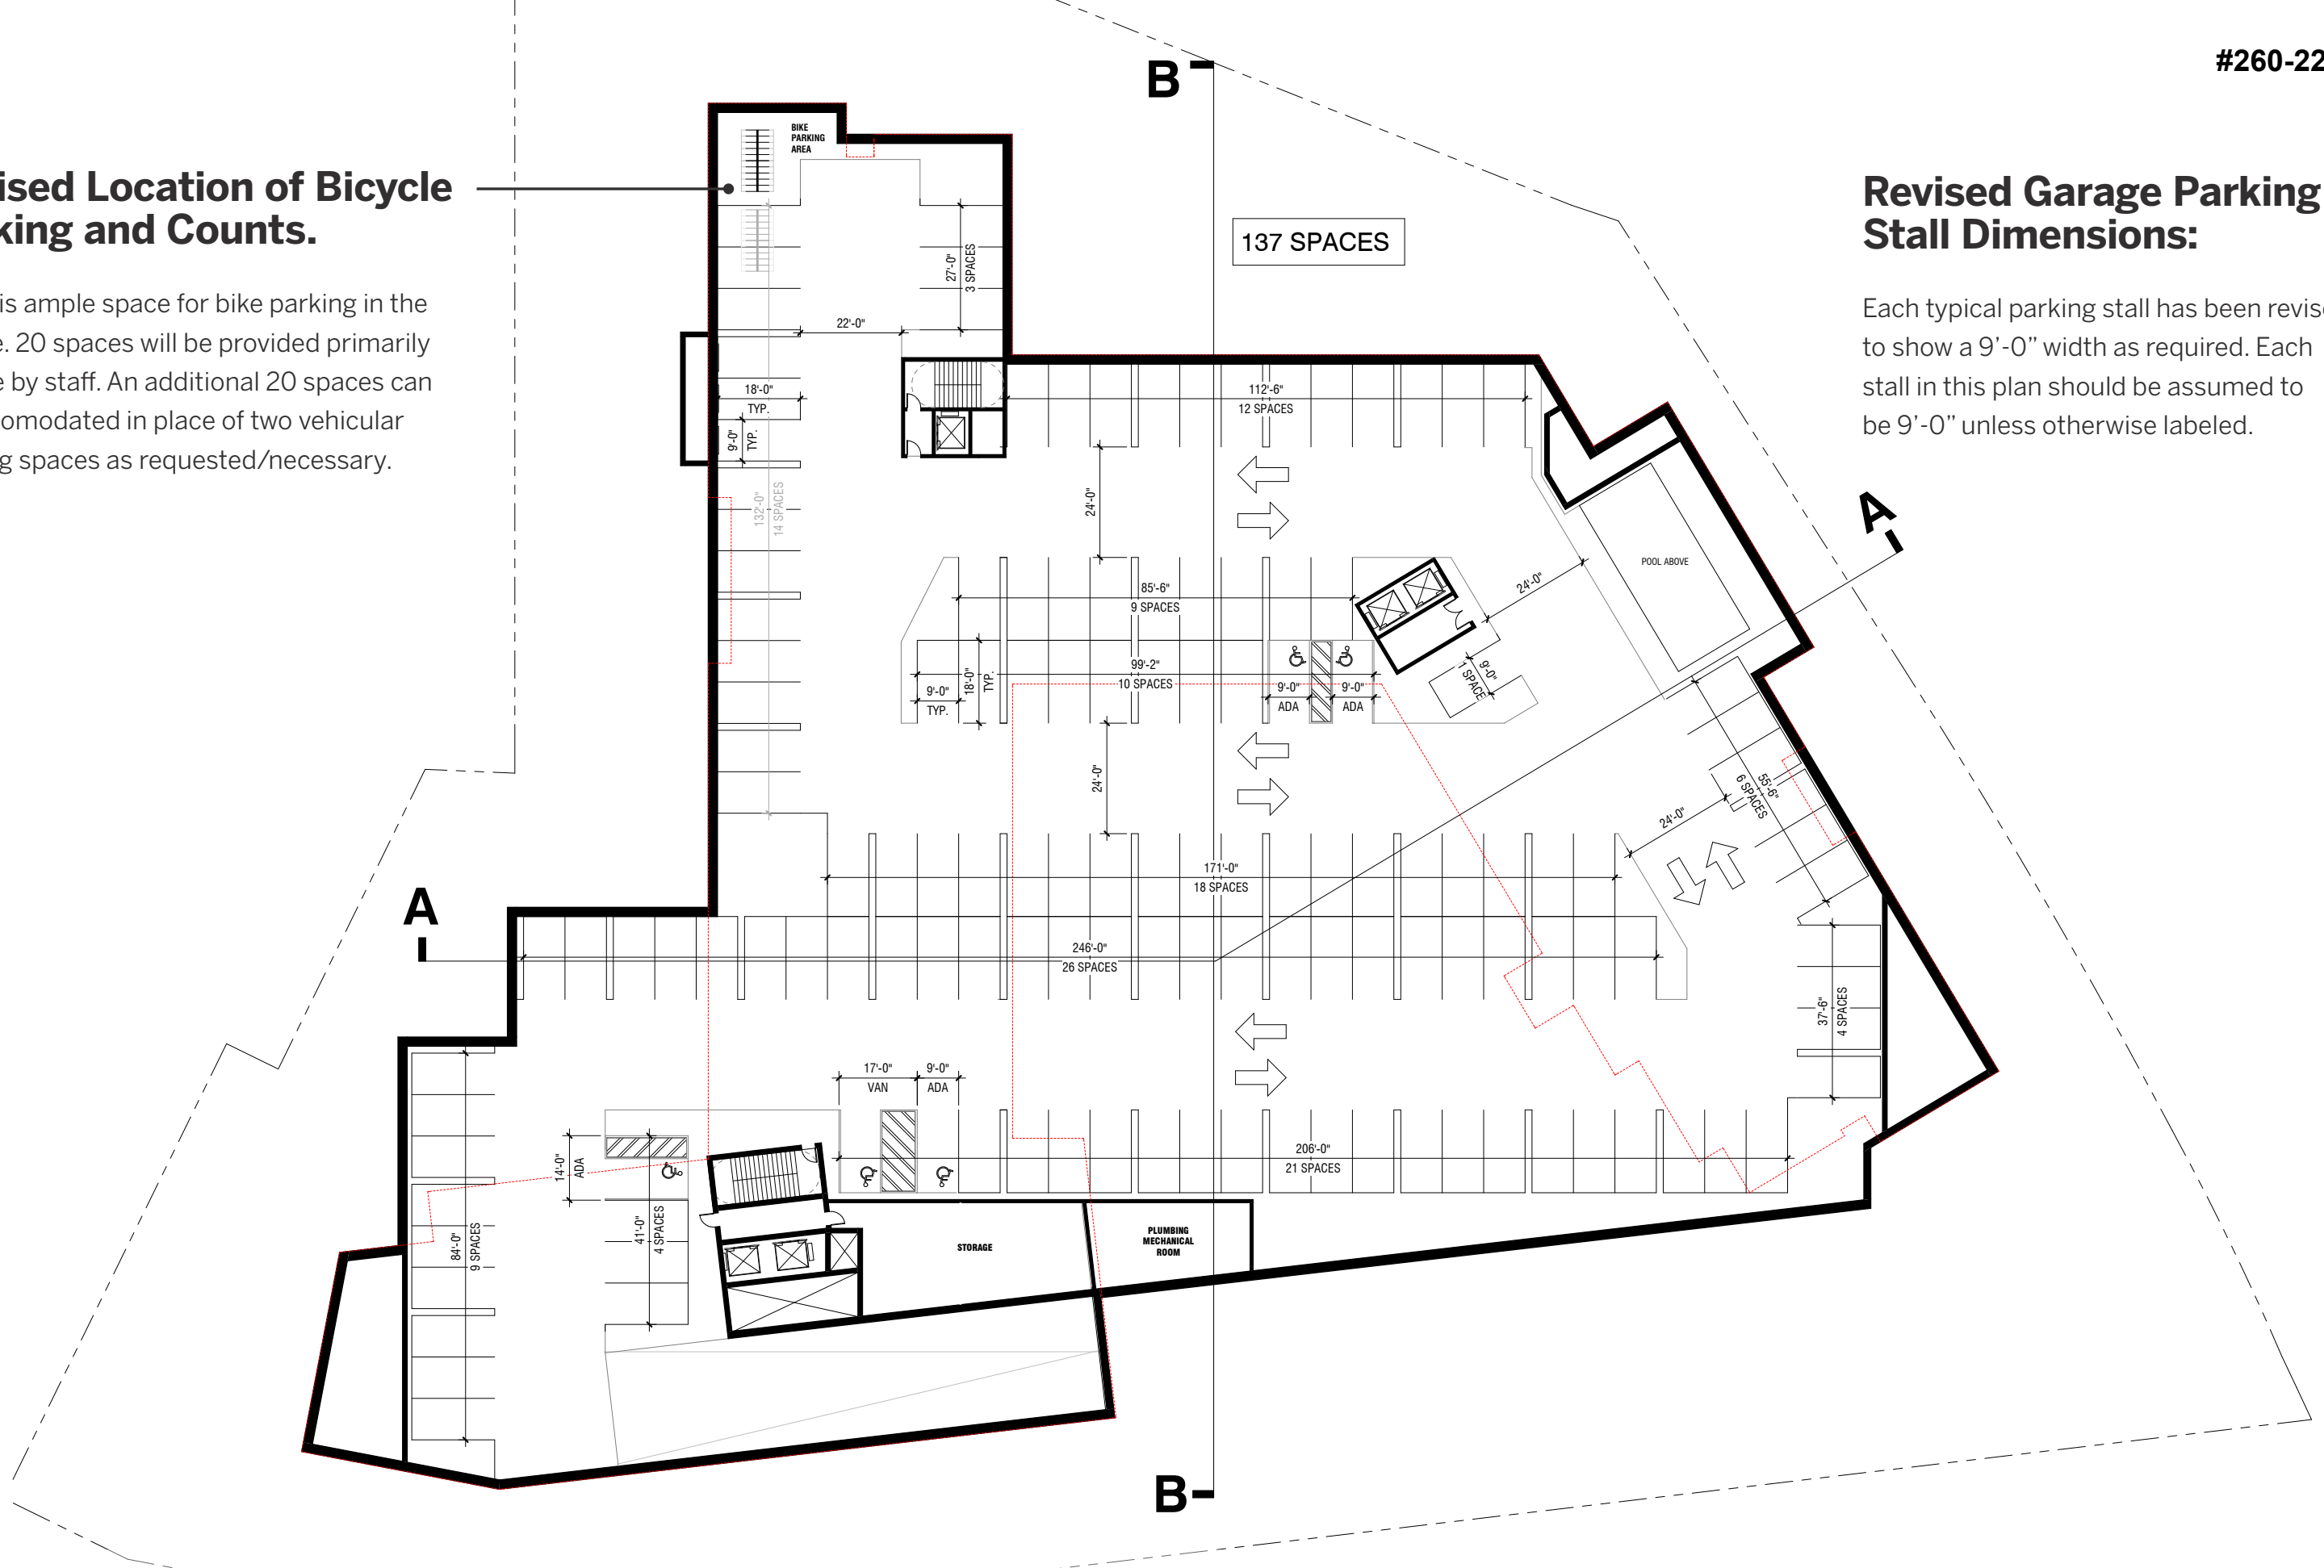 #260-22
B
BIKE
PARKING
AREA
ised Location of Bicycle
king and Counts.
is ample space for bike parking in the
e. 20 spaces will be provided primarily
e by staff. An additional 20 spaces can
omodated in place of two vehicular
g spaces as requested/necessary.
137 SPACES
Revised Garage Parking
Stall Dimensions:
Each typical parking stall has been revise
to show a 9'-0” width as required. Each
stall in this plan should be assumed to
be 9'-0” unless otherwise labeled.
27'-0"
3 SPACES
22'-0"
18'-0"
TYP.
9'-0"
TYP.
132'-0"
14 SPACES
112'-6"
12 SPACES
24'-0"
A
POOL ABOVE
24'-0"
85'-6"
9 SPACES
99'-2"
10 SPACES
18'-0"
TYP.
9'-0"
TYP.
9'-0"
ADA
9'-0"
ADA
9'-0"
1 SPACE
24'-0"
55'-6"
6 SPACES
24'-0"
171'-0"
18 SPACES
A
246'-0"
26 SPACES
37'-6"
4 SPACES
17'-0"
VAN
9'-0"
ADA
206'-0"
21 SPACES
14'-0"
ADA
41'-0"
4 SPACES
84'-0"
9 SPACES
STORAGE
PLUMBING
MECHANICAL
ROOM
B